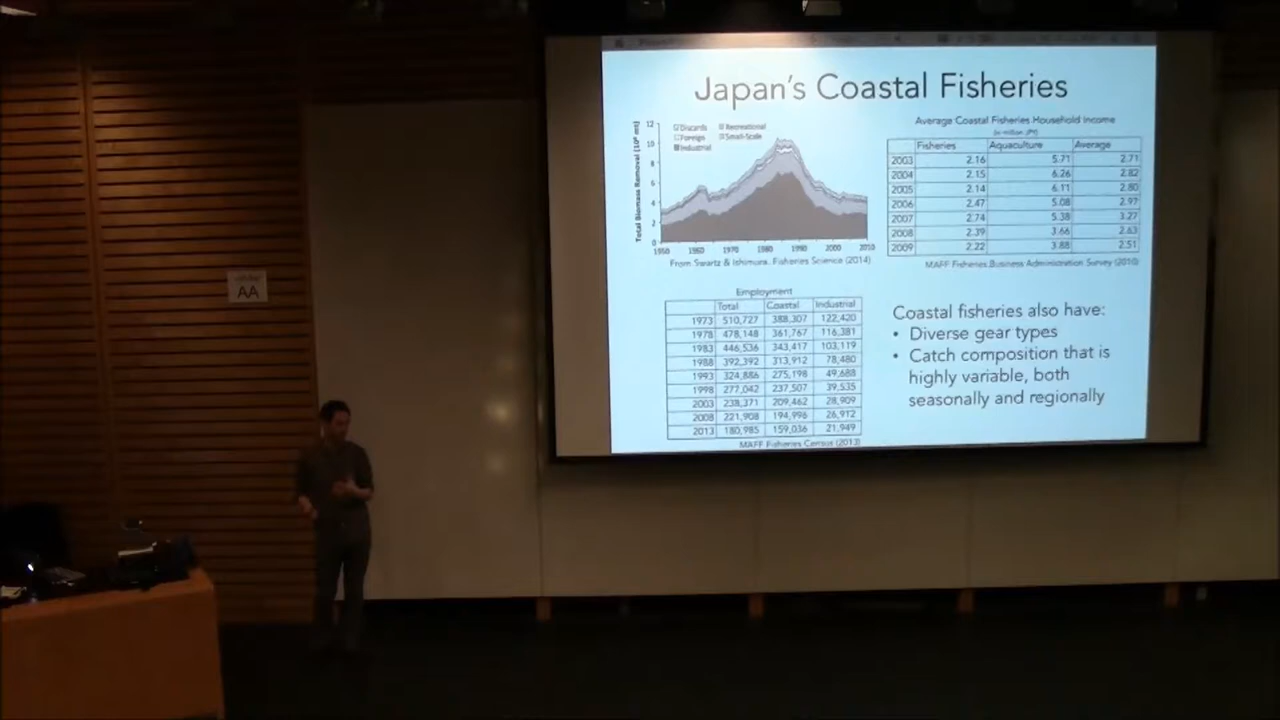 Japan's Coastal Fisheries
Total Biomass Removal (10⁶ mt)
12
10
8
6
4
2
0
Discards Recreational
Foreign Small-Scale
Industrial
1950 1960 1970 1980 1990 2000 2010
From Swartz & Ishimura, Fisheries Science (2014)
Average Coastal Fisheries Household Income
(in million JPY)
Fisheries Aquaculture Average
2003 2.16 5.71 2.71
2004 2.15 6.26 2.82
2005 2.14 6.11 2.80
2006 2.47 5.08 2.97
2007 2.74 5.38 3.27
2008 2.39 3.66 2.63
2009 2.22 3.88 2.51
MAFF Fisheries Business Administration Survey (2010)
Employment
Total Coastal Industrial
1973 510,727 388,307 122,420
1978 478,148 361,767 116,381
1983 446,536 343,417 103,119
1988 392,392 313,912 78,480
1993 324,886 275,198 49,688
1998 277,042 237,507 39,535
2003 238,371 209,462 28,909
2008 221,908 194,996 26,912
2013 180,985 159,036 21,949
MAFF Fisheries Census (2013)
Coastal fisheries also have:
• Diverse gear types
• Catch composition that is
highly variable, both
seasonally and regionally
AA